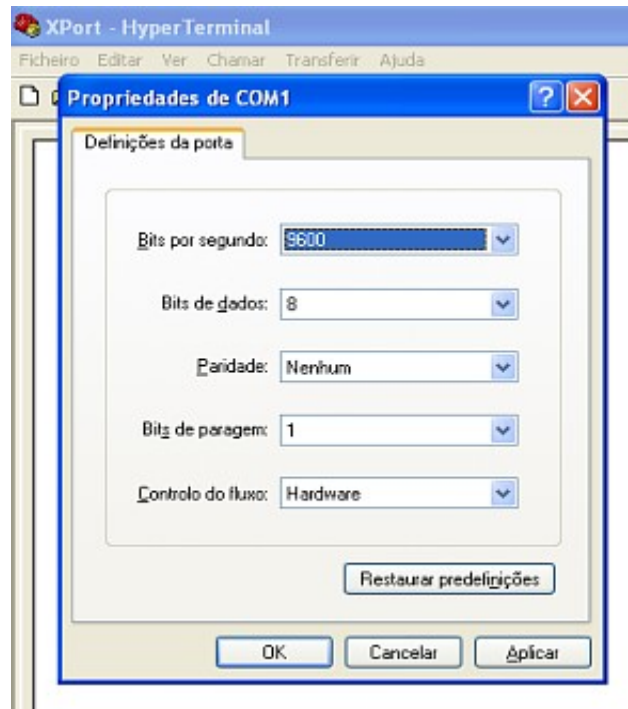 XPort - HyperTerminal
Ficheiro Editar Ver Chamar Transferir Ajuda
Propriedades de COM1
Definições da porta
Bits por segundo: 9600
Bits de dados: 8
Paridade: Nenhum
Bits de paragem: 1
Controlo do fluxo: Hardware
Restaurar predefinições
OK Cancelar Aplicar